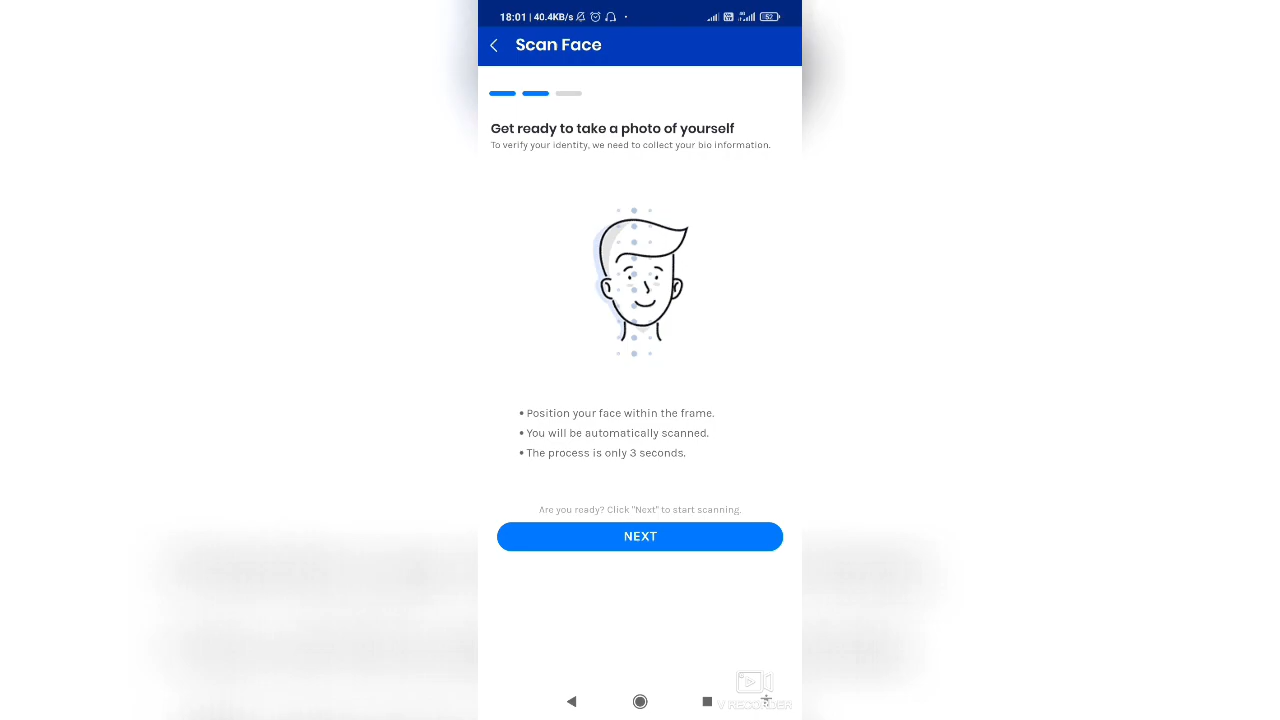 18:01 | 40.4KB/s
52
Scan Face
Get ready to take a photo of yourself
To verify your identity, we need to collect your bio information.
• Position your face within the frame.
• You will be automatically scanned.
• The process is only 3 seconds.
Are you ready? Click "Next" to start scanning.
NEXT
V RECORDER